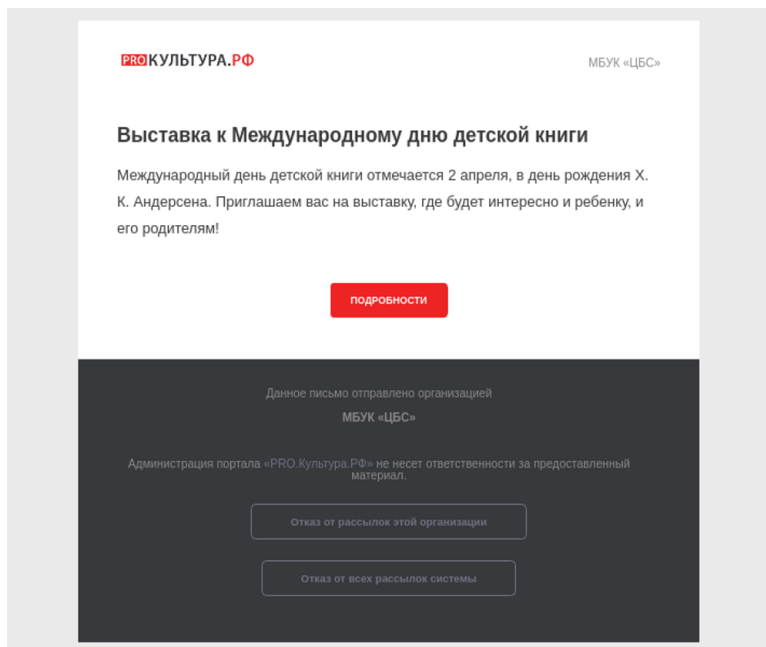 PROКУЛЬТУРА.РФ
МБУК «ЦБС»
Выставка к Международному дню детской книги
Международный день детской книги отмечается 2 апреля, в день рождения Х.
К. Андерсена. Приглашаем вас на выставку, где будет интересно и ребенку, и
его родителям!
ПОДРОБНОСТИ
Данное письмо отправлено организацией
МБУК «ЦБС»
Администрация портала «PRO.Культура.РФ» не несет ответственности за предоставленный
материал.
Отказ от рассылок этой организации
Отказ от всех рассылок системы